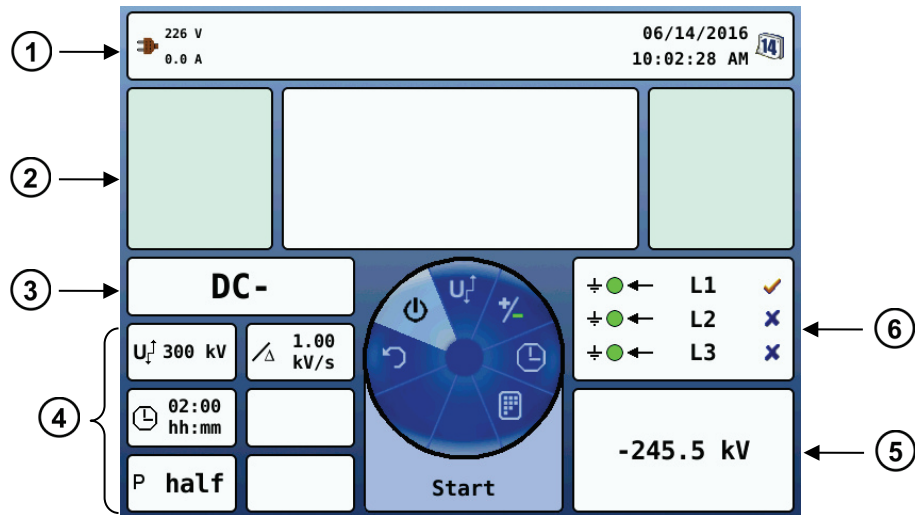 1
226 V
0.0 A
06/14/2016
10:02:28 AM
14
2
3
DC-
U 300 kV
1.00
kV/s
02:00
hh:mm
P half
4
U
+/-
Start
L1
L2
L3
6
-245.5 kV
5